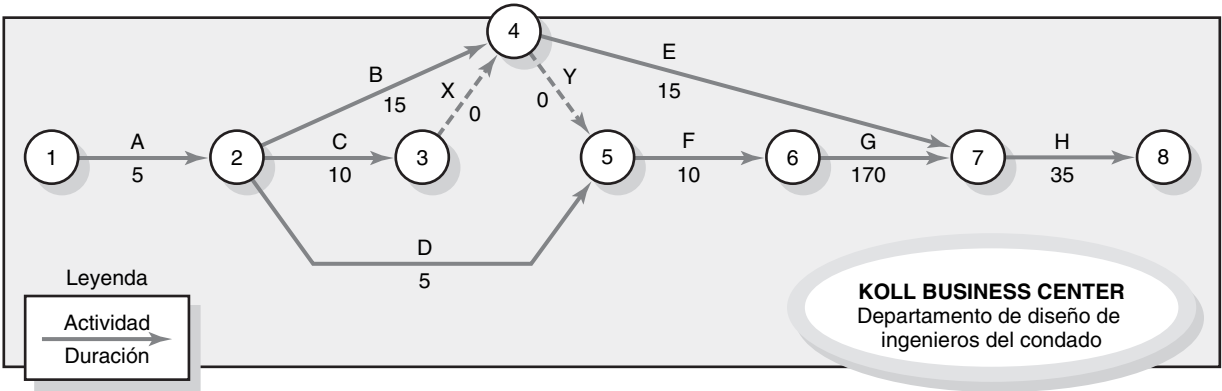 4
E
15
B
15
X
0
Y
0
1
A
5
2
C
10
3
5
F
10
6
G
170
7
H
35
8
D
5
Leyenda
Actividad
Duración
KOLL BUSINESS CENTER
Departamento de diseño de
ingenieros del condado